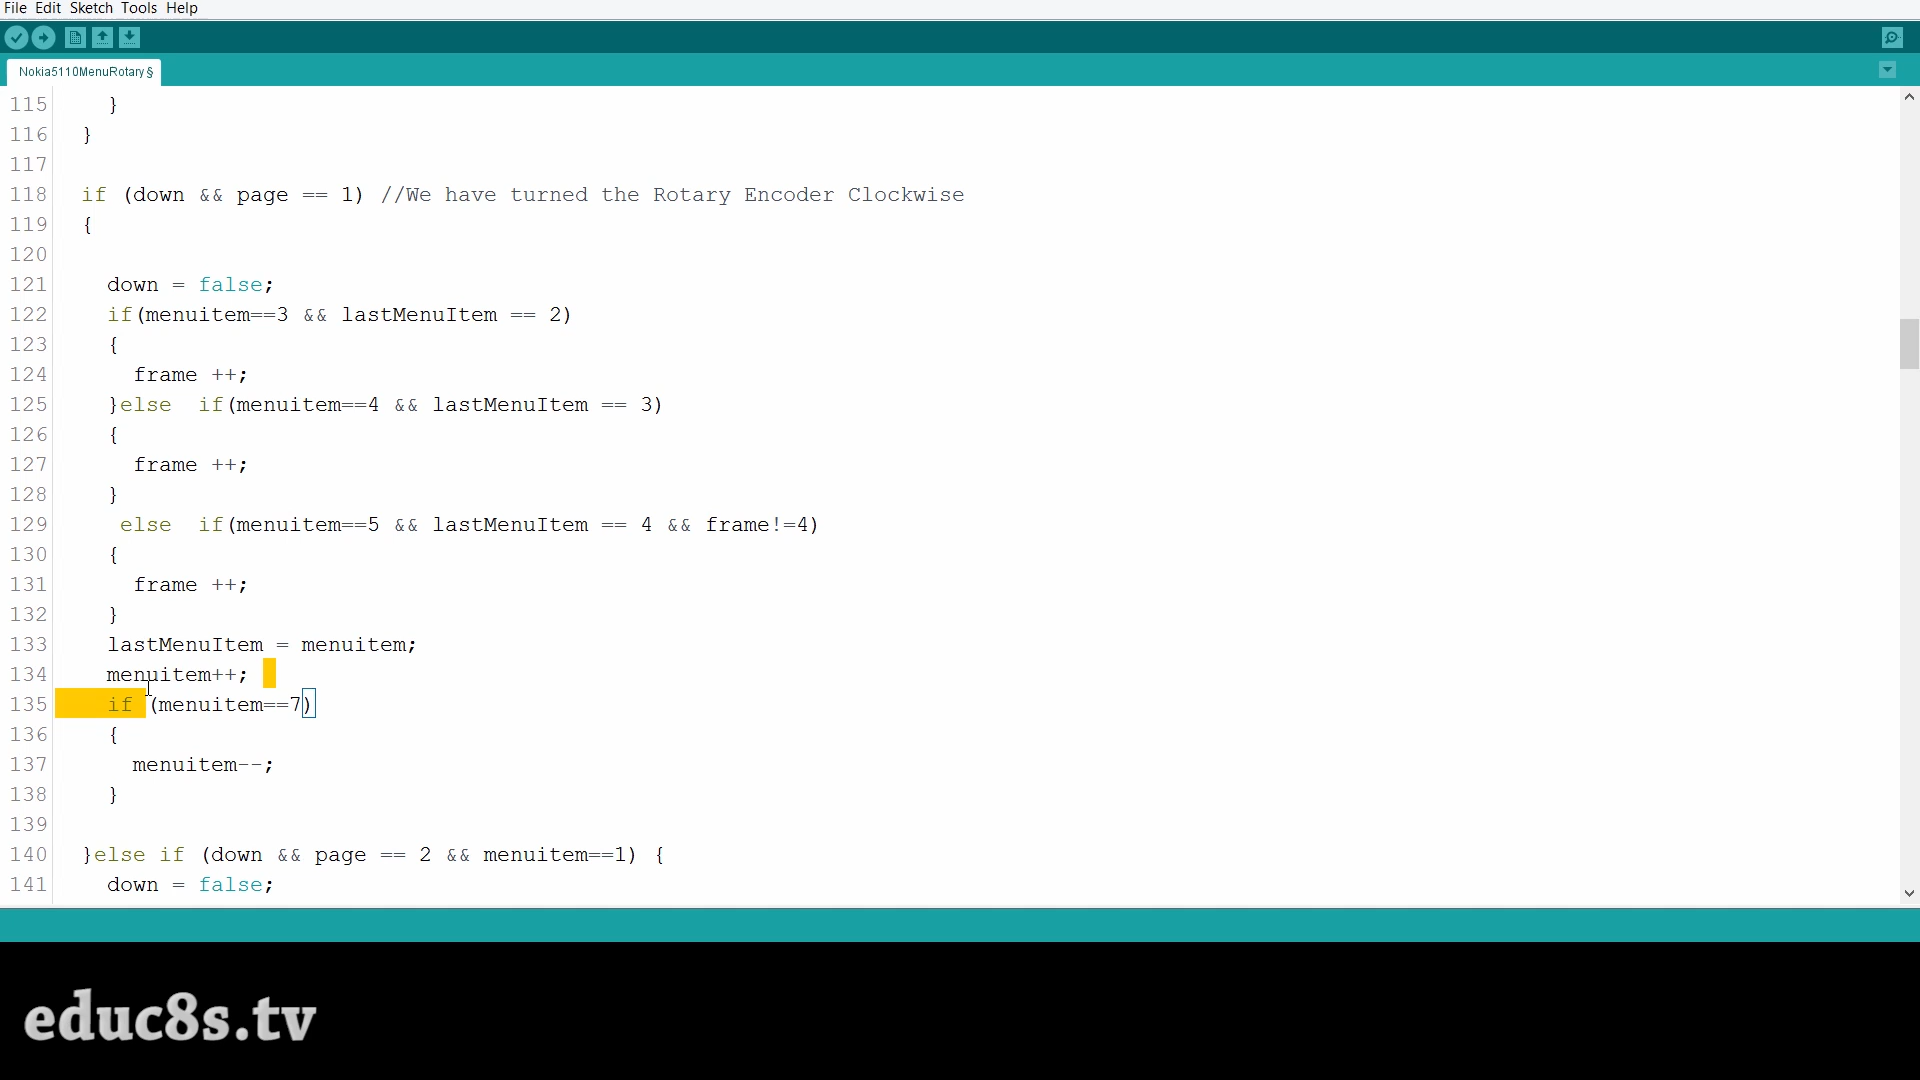 File Edit Sketch Tools Help
Nokia5110MenuRotary §
115 }
116 }
117
118 if (down && page == 1) //We have turned the Rotary Encoder Clockwise
119 {
120
121 down = false;
122 if(menuitem==3 && lastMenuItem == 2)
123 {
124 frame ++;
125 }else  if(menuitem==4 && lastMenuItem == 3)
126 {
127 frame ++;
128 }
129 else  if(menuitem==5 && lastMenuItem == 4 && frame!=4)
130 {
131 frame ++;
132 }
133 lastMenuItem = menuitem;
134 menuitem++;
135 if (menuitem==7)
136 {
137 menuitem--;
138 }
139
140 }else if (down && page == 2 && menuitem==1) {
141 down = false;
educ8s.tv